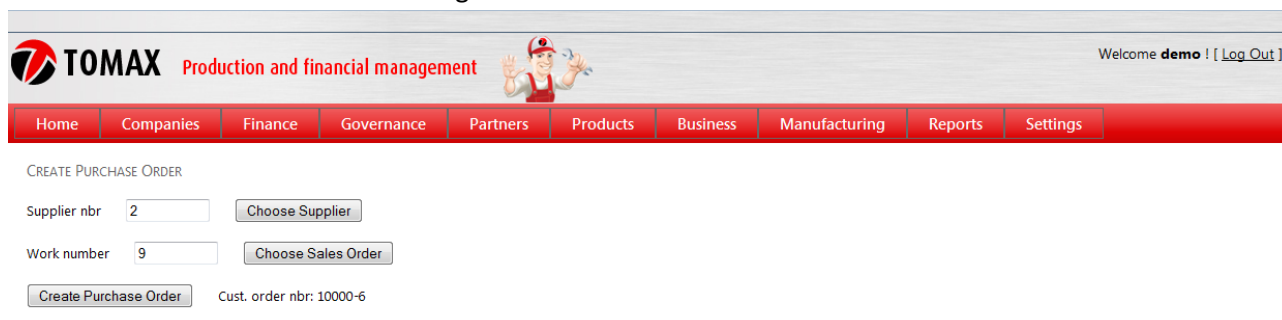 TOMAX Production and financial management
Welcome demo ! [ Log Out ]
Home Companies Finance Governance Partners Products Business Manufacturing Reports Settings
CREATE PURCHASE ORDER
Supplier nbr 2 Choose Supplier
Work number 9 Choose Sales Order
Create Purchase Order Cust. order nbr: 10000-6